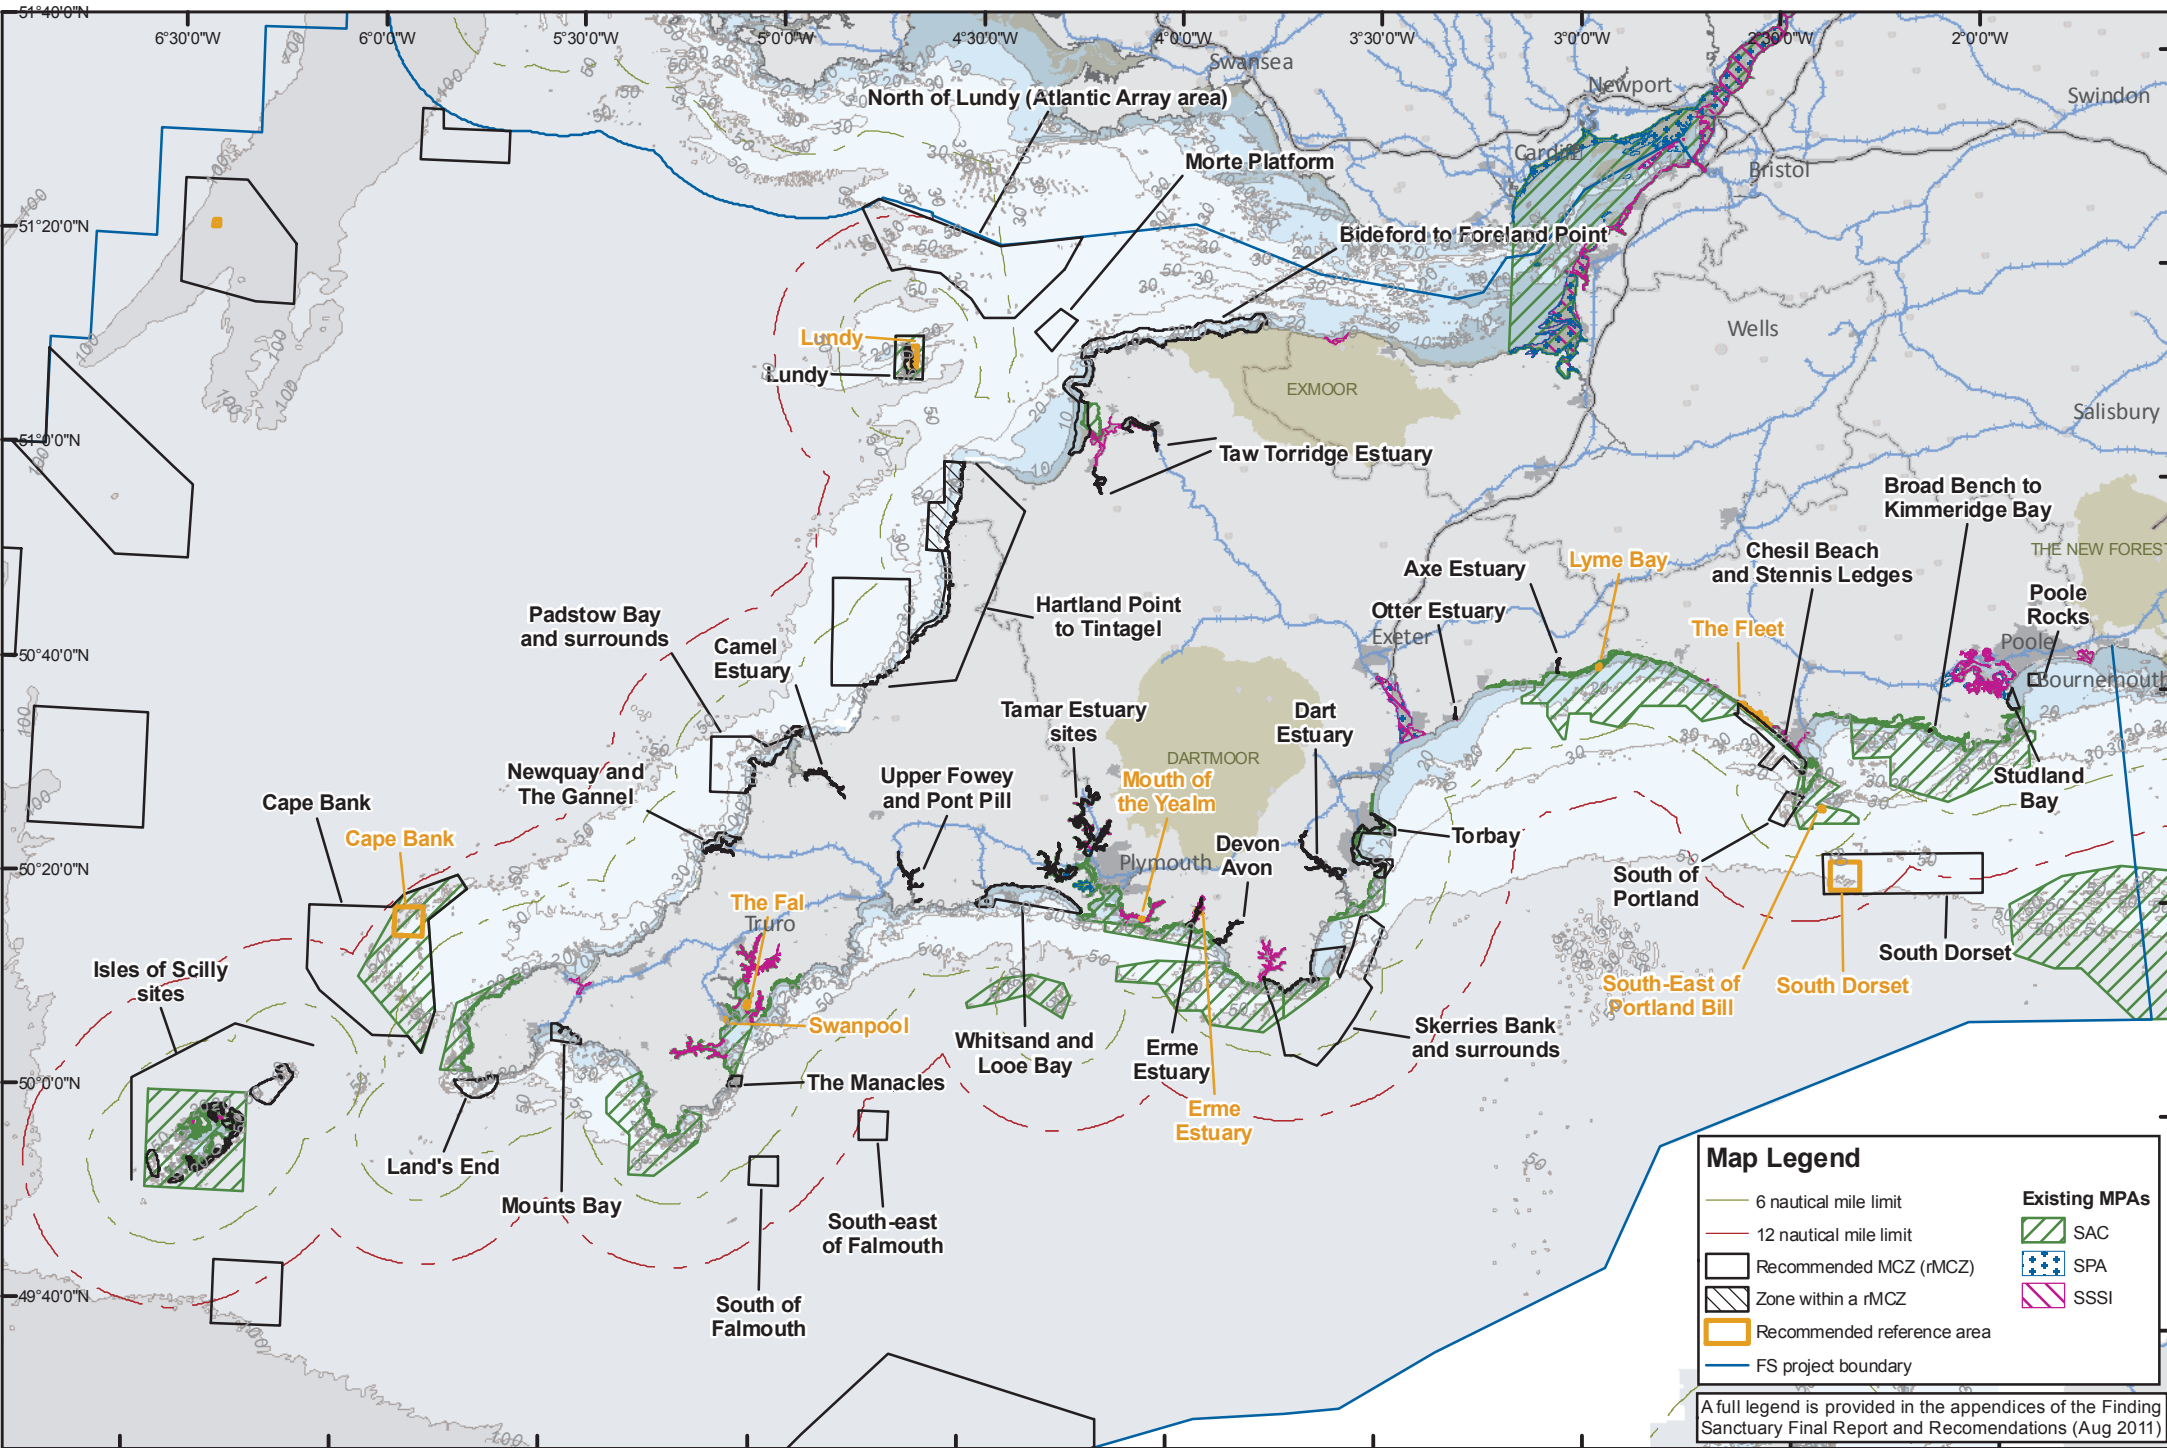 51°40'0"N
6°30'0"W
6°0'0"W
5°30'0"W
5°0'0"W
4°30'0"W
4°0'0"W
3°30'0"W
3°0'0"W
2°30'0"W
2°0'0"W
Swansea
Newport
Swindon
North of Lundy (Atlantic Array area)
Morte Platform
Cardiff
Bristol
51°20'0"N
Bideford to Foreland Point
Wells
Lundy
Lundy
EXMOOR
Salisbury
51°0'0"N
Taw Torridge Estuary
Broad Bench to
Kimmeridge Bay
THE NEW FOREST
Chesil Beach
and Stennis Ledges
Lyme Bay
Axe Estuary
Poole
Rocks
Padstow Bay
and surrounds
Hartland Point
to Tintagel
Otter Estuary
Exeter
The Fleet
Poole
50°40'0"N
Camel
Estuary
Bournemouth
Tamar Estuary
sites
Dart
Estuary
DARTMOOR
Newquay and
The Gannel
Upper Fowey
and Pont Pill
Mouth of
the Yealm
Studland
Bay
Cape Bank
Cape Bank
Devon
Avon
Torbay
50°20'0"N
Plymouth
South of
Portland
The Fal
Truro
South Dorset
Isles of Scilly
sites
South-East of
Portland Bill
South Dorset
Swanpool
Whitsand and
Looe Bay
Erme
Estuary
Skerries Bank
and surrounds
50°0'0"N
The Manacles
Erme
Estuary
Land's End
Mounts Bay
South-east
of Falmouth
49°40'0"N
South of
Falmouth
Map Legend
6 nautical mile limit
12 nautical mile limit
Recommended MCZ (rMCZ)
Zone within a rMCZ
Recommended reference area
FS project boundary
Existing MPAs
SAC
SPA
SSSI
A full legend is provided in the appendices of the Finding
Sanctuary Final Report and Recomendations (Aug 2011)